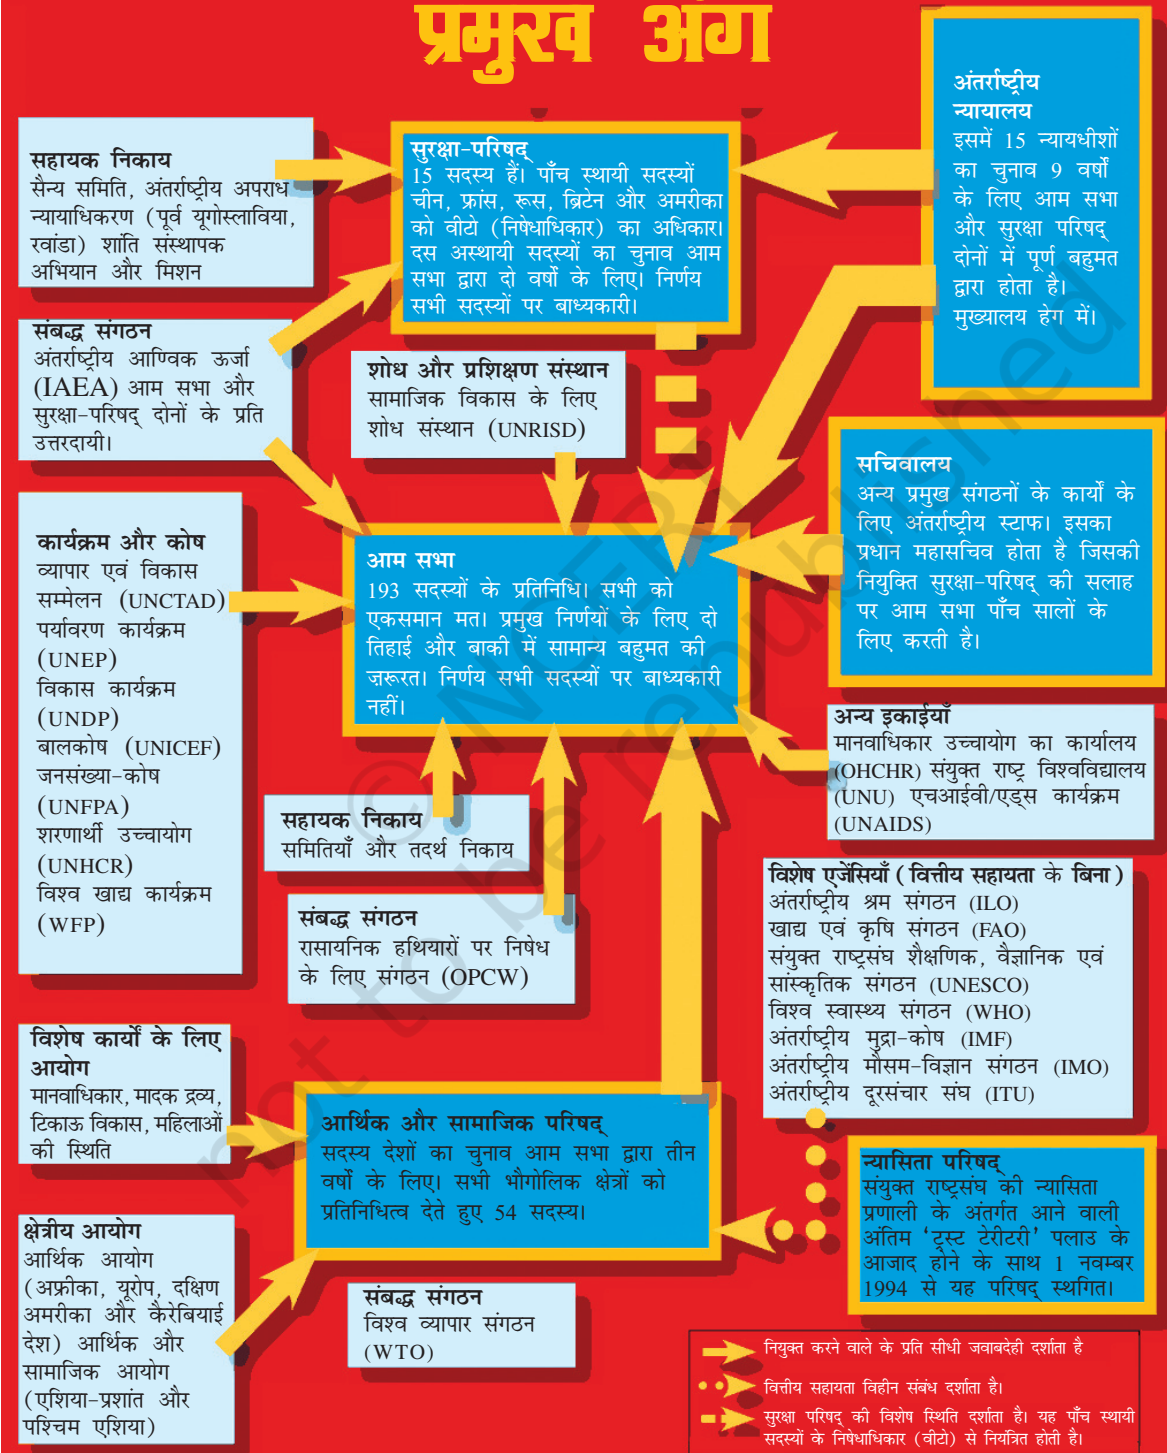 प्रमुख अंग
सहायक निकाय
सैन्य समिति, अंतर्राष्ट्रीय अपराध
न्यायाधिकरण (पूर्व यूगोस्लाविया,
रवांडा) शांति संस्थापक
अभियान और मिशन
सुरक्षा-परिषद्
15 सदस्य हैं। पाँच स्थायी सदस्यों
चीन, फ्रांस, रूस, ब्रिटेन और अमरीका
को वीटो (निषेधाधिकार) का अधिकार।
दस अस्थायी सदस्यों का चुनाव आम
सभा द्वारा दो वर्षों के लिए। निर्णय
सभी सदस्यों पर बाध्यकारी।
अंतर्राष्ट्रीय
न्यायालय
इसमें 15 न्यायधीशों
का चुनाव 9 वर्षों
के लिए आम सभा
और सुरक्षा परिषद्
दोनों में पूर्ण बहुमत
द्वारा होता है।
मुख्यालय हेग में।
संबद्ध संगठन
अंतर्राष्ट्रीय आण्विक ऊर्जा
(IAEA) आम सभा और
सुरक्षा-परिषद् दोनों के प्रति
उत्तरदायी।
शोध और प्रशिक्षण संस्थान
सामाजिक विकास के लिए
शोध संस्थान (UNRISD)
सचिवालय
अन्य प्रमुख संगठनों के कार्यों के
लिए अंतर्राष्ट्रीय स्टाफ। इसका
प्रधान महासचिव होता है जिसकी
नियुक्ति सुरक्षा-परिषद् की सलाह
पर आम सभा पाँच सालों के
लिए करती है।
कार्यक्रम और कोष
व्यापार एवं विकास
सम्मेलन (UNCTAD)
पर्यावरण कार्यक्रम
(UNEP)
विकास कार्यक्रम
(UNDP)
बालकोष (UNICEF)
जनसंख्या-कोष
(UNFPA)
शरणार्थी उच्चायोग
(UNHCR)
विश्व खाद्य कार्यक्रम
(WFP)
आम सभा
193 सदस्यों के प्रतिनिधि। सभी को
एकसमान मत। प्रमुख निर्णयों के लिए दो
तिहाई और बाकी में सामान्य बहुमत की
ज़रूरत। निर्णय सभी सदस्यों पर बाध्यकारी
नहीं।
अन्य इकाईयाँ
मानवाधिकार उच्चायोग का कार्यालय
(OHCHR) संयुक्त राष्ट्र विश्वविद्यालय
(UNU) एचआईवी/एड्स कार्यक्रम
(UNAIDS)
सहायक निकाय
समितियाँ और तदर्थ निकाय
संबद्ध संगठन
रासायनिक हथियारों पर निषेध
के लिए संगठन (OPCW)
विशेष एजेंसियाँ (वित्तीय सहायता के बिना)
अंतर्राष्ट्रीय श्रम संगठन (ILO)
खाद्य एवं कृषि संगठन (FAO)
संयुक्त राष्ट्रसंघ शैक्षणिक, वैज्ञानिक एवं
सांस्कृतिक संगठन (UNESCO)
विश्व स्वास्थ्य संगठन (WHO)
अंतर्राष्ट्रीय मुद्रा-कोष (IMF)
अंतर्राष्ट्रीय मौसम-विज्ञान संगठन (IMO)
अंतर्राष्ट्रीय दूरसंचार संघ (ITU)
विशेष कार्यों के लिए
आयोग
मानवाधिकार, मादक द्रव्य,
टिकाऊ विकास, महिलाओं
की स्थिति
आर्थिक और सामाजिक परिषद्
सदस्य देशों का चुनाव आम सभा द्वारा तीन
वर्षों के लिए। सभी भौगोलिक क्षेत्रों को
प्रतिनिधित्व देते हुए 54 सदस्य।
न्यासिता परिषद्
संयुक्त राष्ट्रसंघ की न्यासिता
प्रणाली के अंतर्गत आने वाली
अंतिम ‘ट्रस्ट टेरीटरी’ पलाउ के
आजाद होने के साथ 1 नवम्बर
1994 से यह परिषद् स्थगित।
क्षेत्रीय आयोग
आर्थिक आयोग
(अफ्रीका, यूरोप, दक्षिण
अमरीका और कैरेबियाई
देश) आर्थिक और
सामाजिक आयोग
(एशिया-प्रशांत और
पश्चिम एशिया)
संबद्ध संगठन
विश्व व्यापार संगठन
(WTO)
नियुक्त करने वाले के प्रति सीधी जवाबदेही दर्शाता है
वित्तीय सहायता विहीन संबंध दर्शाता है।
सुरक्षा परिषद् की विशेष स्थिति दर्शाता है। यह पाँच स्थायी
सदस्यों के निषेधाधिकार (वीटो) से नियंत्रित होती है।
© NCERT
not to be republished